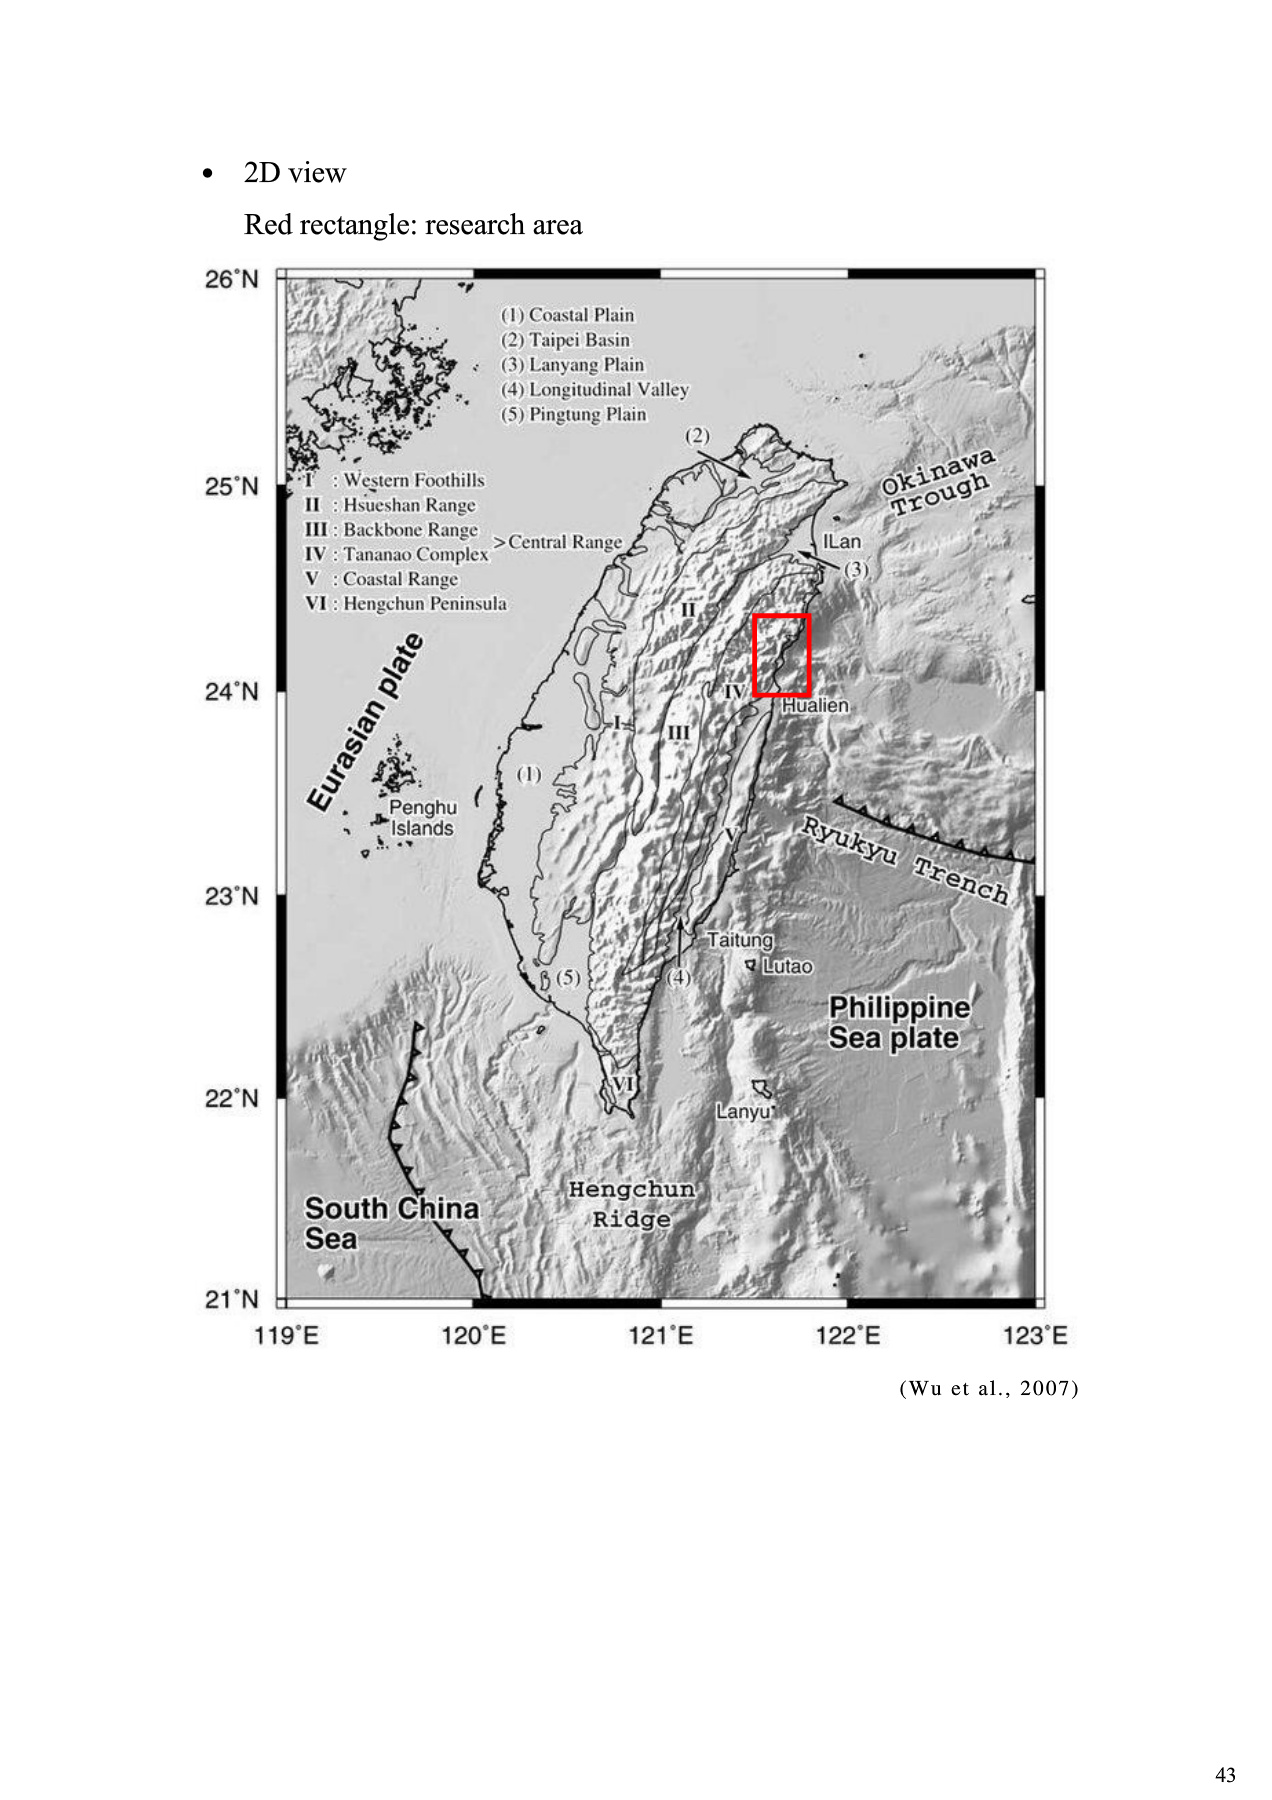 • 2D view
Red rectangle: research area
26°N
(1) Coastal Plain
(2) Taipei Basin
(3) Lanyang Plain
(4) Longitudinal Valley
(5) Pingtung Plain
(2)
25°N
Okinawa
Trough
I : Western Foothills
II : Hsueshan Range
III : Backbone Range
IV : Tananao Complex
>Central Range
V : Coastal Range
VI : Hengchun Peninsula
ILan
(3)
II
Eurasian plate
24°N
IV
Hualien
I
III
(1)
Penghu
Islands
V
Ryukyu Trench
23°N
Taitung
Lutao
(5)
(4)
Philippine
Sea plate
22°N
VI
Lanyu
Hengchun
Ridge
South China
Sea
21°N
119°E
120°E
121°E
122°E
123°E
(Wu et al., 2007)
43